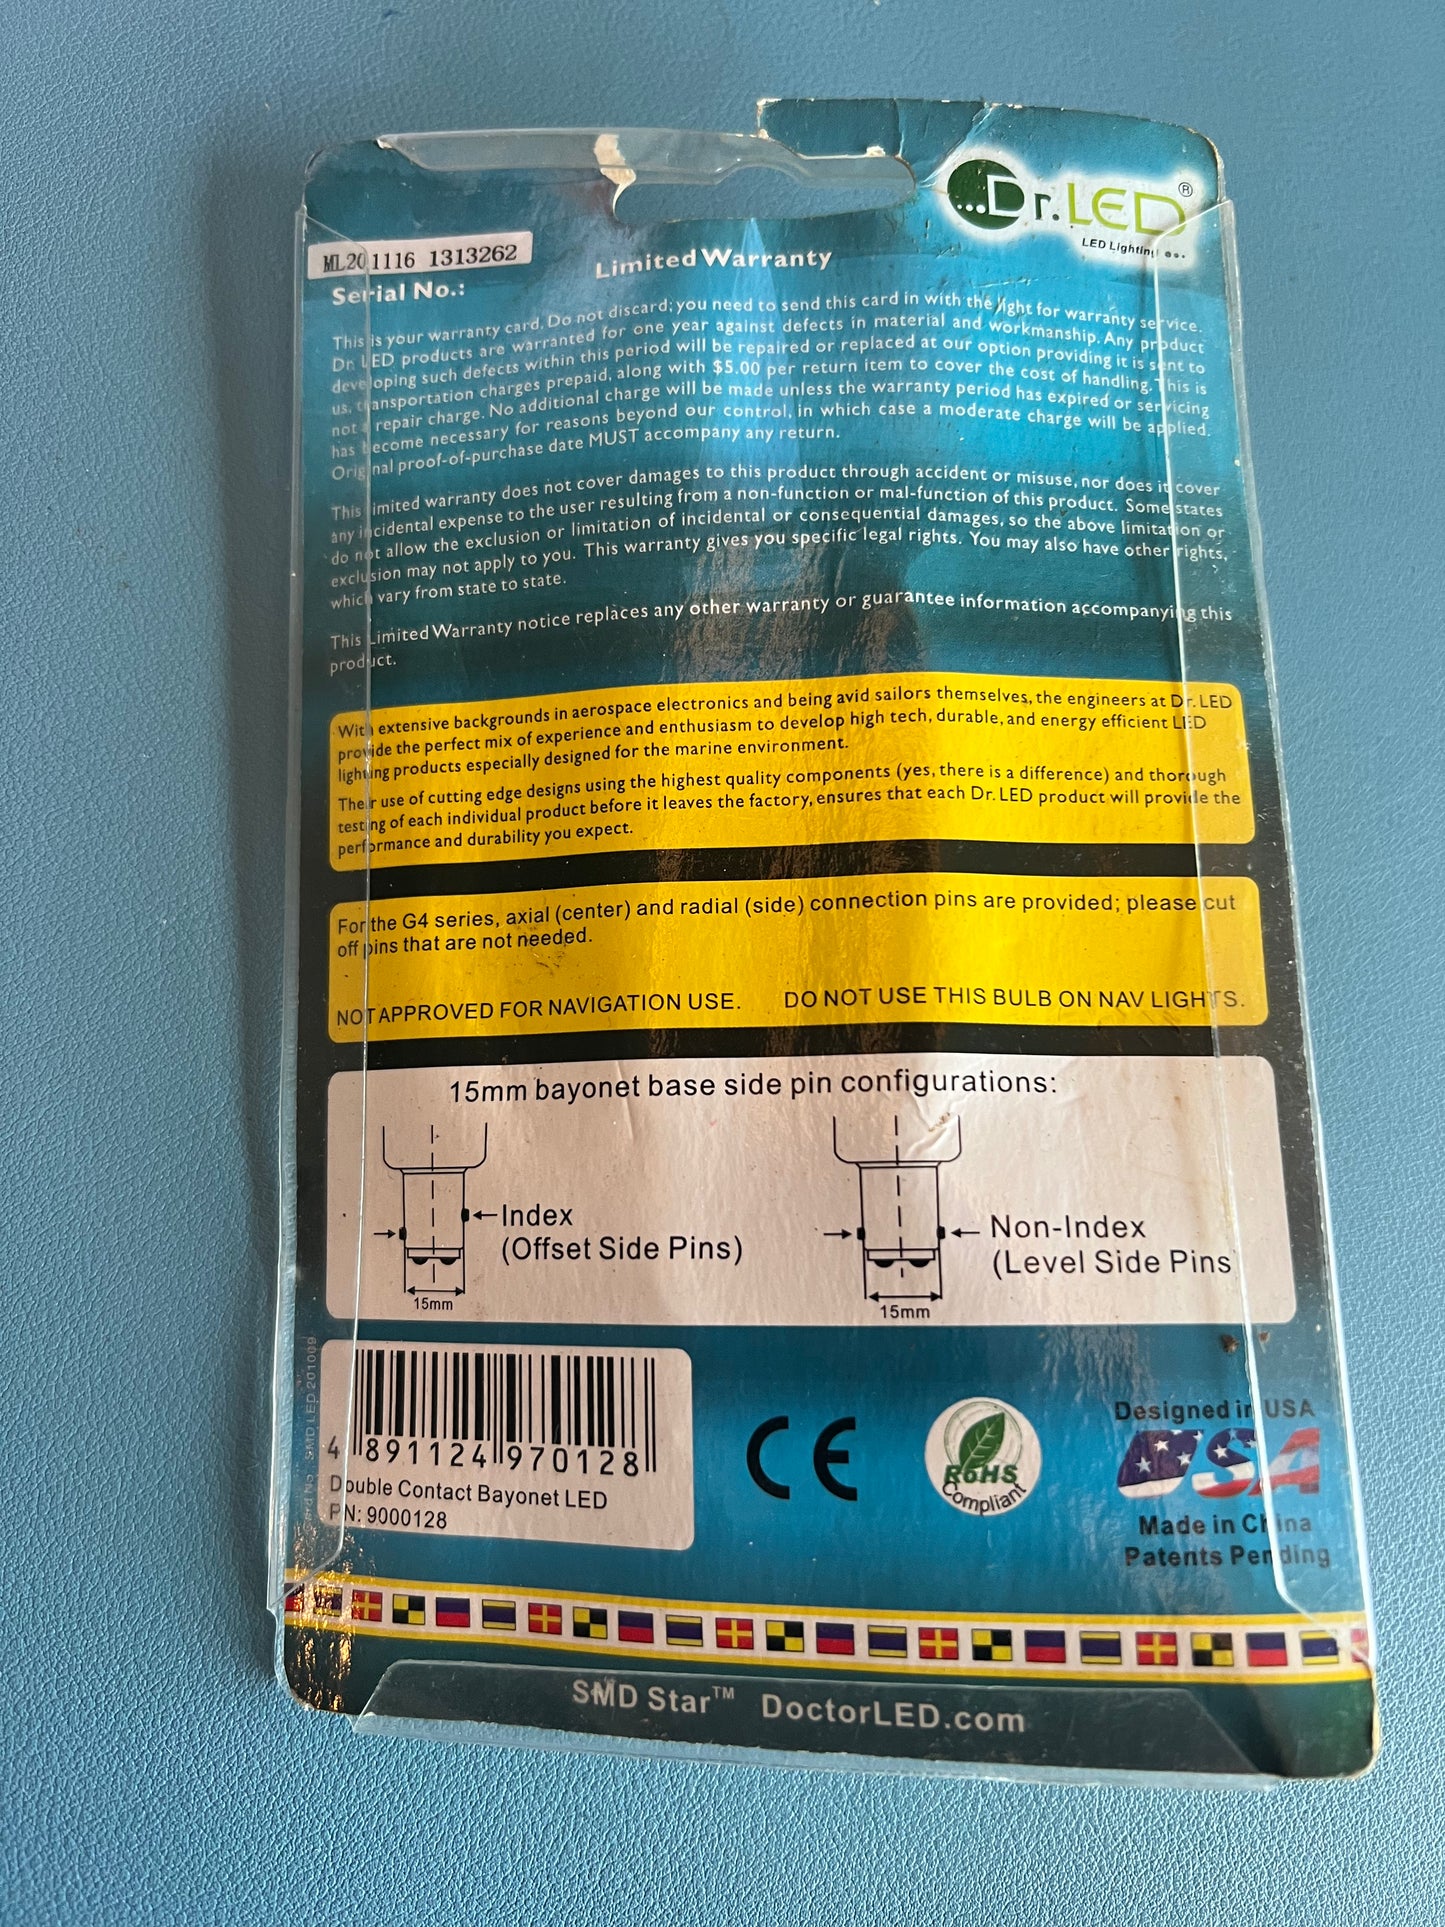 Dr.LED®
LED Lighting
ML201116 1313262
Limited Warranty
Serial No.:
This is your warranty card. Do not discard; you need to send this card in with the light for warranty service.
Dr. LED products are warranted for one year against defects in material and workmanship. Any product
developing such defects within this period will be repaired or replaced at our option providing it is sent to
us, transportation charges prepaid, along with $5.00 per return item to cover the cost of handling. This is
not a repair charge. No additional charge will be made unless the warranty period has expired or servicing
has become necessary for reasons beyond our control, in which case a moderate charge will be applied.
Original proof-of-purchase date MUST accompany any return.
This limited warranty does not cover damages to this product through accident or misuse, nor does it cover
any incidental expense to the user resulting from a non-function or mal-function of this product. Some states
do not allow the exclusion or limitation of incidental or consequential damages, so the above limitation or
exclusion may not apply to you. This warranty gives you specific legal rights. You may also have other rights,
which vary from state to state.
This Limited Warranty notice replaces any other warranty or guarantee information accompanying this
product.
With extensive backgrounds in aerospace electronics and being avid sailors themselves, the engineers at Dr. LED
provide the perfect mix of experience and enthusiasm to develop high tech, durable, and energy efficient LED
lighting products especially designed for the marine environment.
Their use of cutting edge designs using the highest quality components (yes, there is a difference) and thorough
testing of each individual product before it leaves the factory, ensures that each Dr. LED product will provide the
performance and durability you expect.
For the G4 series, axial (center) and radial (side) connection pins are provided; please cut
off pins that are not needed.
NOT APPROVED FOR NAVIGATION USE. DO NOT USE THIS BULB ON NAV LIGHTS.
15mm bayonet base side pin configurations:
Index
(Offset Side Pins)
15mm
Non-Index
(Level Side Pins
15mm
SMD LED 201009
4 891124 970128
Double Contact Bayonet LED
PN: 9000128
CE
RoHS
Compliant
Designed in USA
USA
Made in China
Patents Pending
SMD Star™ DoctorLED.com